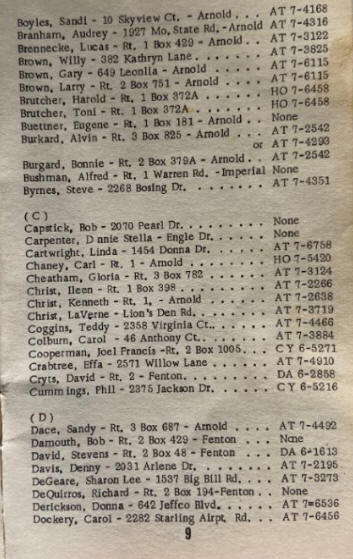 Boyles, Sandi - 10 Skyview Ct. - Arnold . . . AT 7-4168
Branham, Audrey - 1927 Mo. State Rd. -Arnold AT 7-4316
Brennecke, Lucas - Rt. 1 Box 429 - Arnold . . AT 7-3122
Brown, Willy - 382 Kathryn Lane . . . . . . . AT 7-3825
Brown, Gary - 649 Leonlia - Arnold . . . . . AT 7-6115
Brown, Larry - Rt. 2 Box 751 - Arnold . . . . AT 7-6115
Brutcher, Harold - Rt. 1 Box 372A . . . . . . HO 7-6458
Brutcher, Toni - Rt. 1 Box 372A . . . . . . . HO 7-6458
Buettner, Eugene - Rt. 1 Box 181 - Arnold . . None
Burkard, Alvin - Rt. 3 Box 825 - Arnold . . . AT 7-2542
or AT 7-4293
Burgard, Bonnie - Rt. 2 Box 379A - Arnold . . AT 7-2542
Bushman, Alfred - Rt. 1 Warren Rd. -Imperial None
Byrnes, Steve - 2268 Bosing Dr. . . . . . . . AT 7-4351
(C)
Capstick, Bob - 2070 Pearl Dr. . . . . . . . None
Carpenter, D nnie Stella - Engle Dr. . . . . . None
Cartwright, Linda - 1454 Donna Dr. . . . . . AT 7-6758
Chaney, Carl - Rt. 1 - Arnold . . . . . . . . HO 7-5420
Cheatham, Gloria - Rt. 3 Box 782 . . . . . . AT 7-3124
Christ, Ileen - Rt. 1 Box 398 . . . . . . . . AT 7-2266
Christ, Kenneth - Rt. 1, - Arnold . . . . . . AT 7-2638
Christ, LaVerne - Lion's Den Rd. . . . . . . AT 7-3719
Coggins, Teddy - 2358 Virginia Ct. . . . . . AT 7-4466
Colburn, Carol - 46 Anthony Ct. . . . . . . . AT 7-3884
Cooperman, Joel Francis -Rt. 2 Box 1005 . . . CY 6-5271
Crabtree, Effa - 2571 Willow Lane . . . . . . AT 7-4910
Cryts, David - Rt. 2 - Fenton . . . . . . . . DA 6-2858
Cummings, Phil - 2375 Jackson Dr. . . . . . . CY 6-5216
(D)
Dace, Sandy - Rt. 3 Box 687 - Arnold . . . . AT 7-4492
Damouth, Bob - Rt. 2 Box 429 - Fenton . . . None
David, Stevens - Rt. 2 Box 48 - Fenton . . . DA 6-1613
Davis, Denny - 2031 Arlene Dr. . . . . . . . AT 7-2195
DeGeare, Sharon Lee - 1537 Big Bill Rd. . . . AT 7-3273
DeQuirros, Richard - Rt. 2 Box 194-Fenton . . None
Derickson, Donna - 642 Jeffco Blvd. . . . . . AT 7=6536
Dockery, Carol - 2282 Starling Airpt. Rd. . . AT 7-6456
9